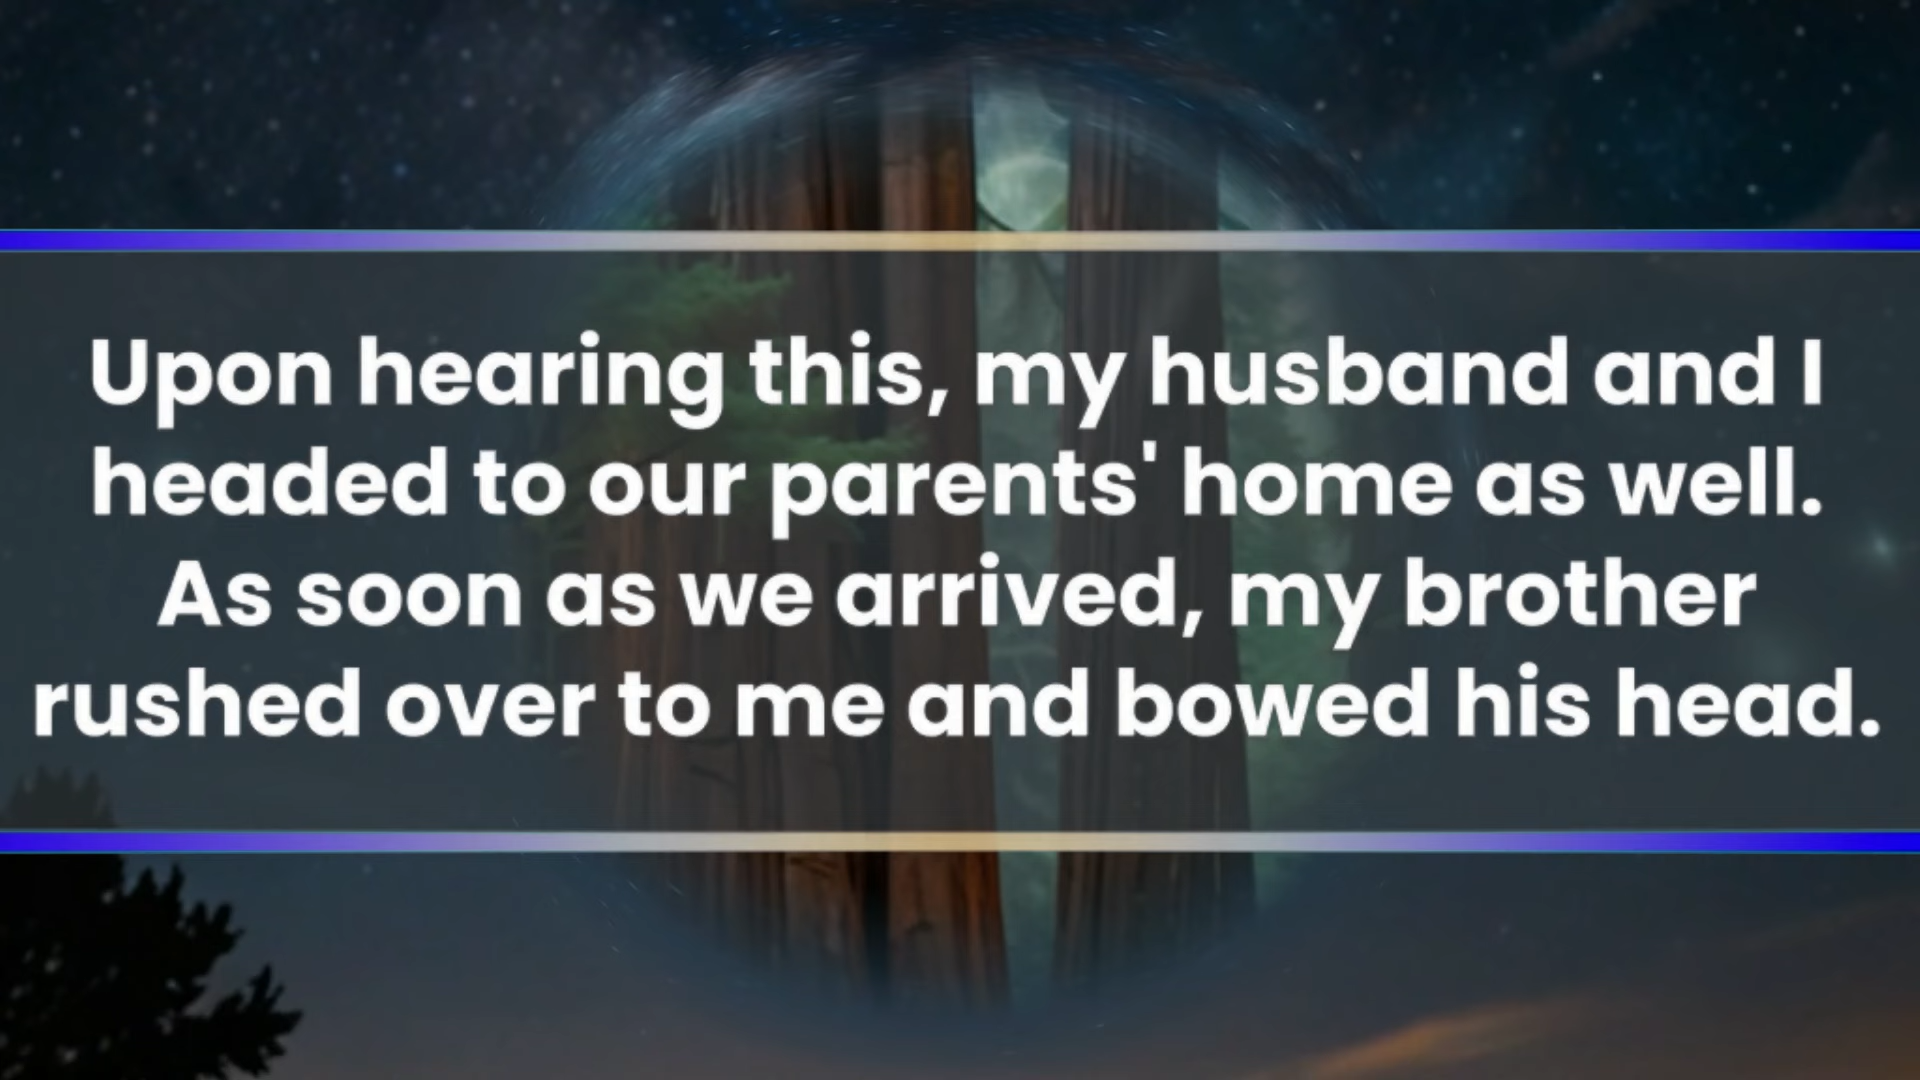 Upon hearing this, my husband and I
headed to our parents' home as well.
As soon as we arrived, my brother
rushed over to me and bowed his head.